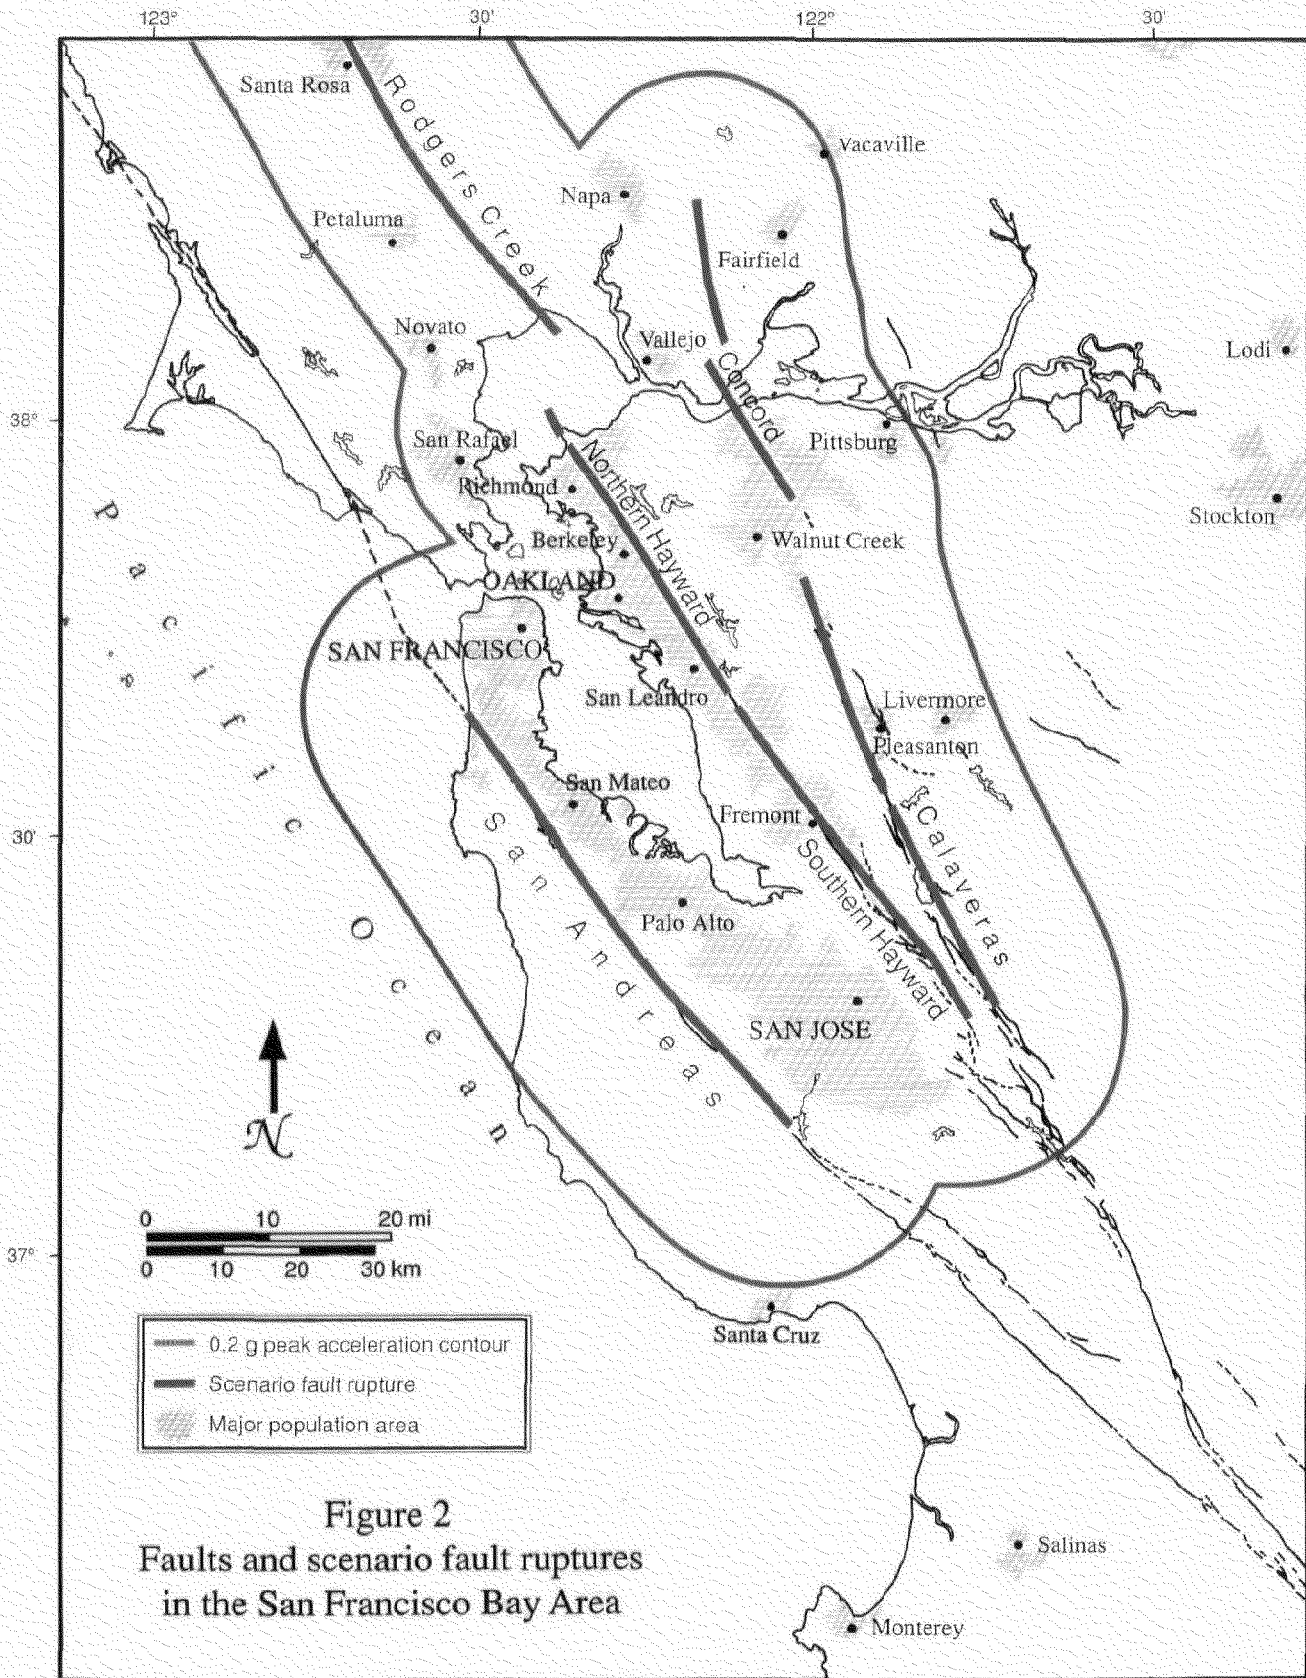 123°
30'
122°
30'
Santa Rosa
Rodgers Creek
Vacaville
Napa
Petaluma
Fairfield
Novato
Vallejo
Lodi
Concord
38°
San Rafael
Pittsburg
Richmond
Northern Hayward
Stockton
Berkeley
Walnut Creek
OAKLAND
SAN FRANCISCO
San Leandro
Livermore
Pleasanton
San Mateo
Fremont
30'
Calaveras
Southern Hayward
San Andreas
Palo Alto
Pacific Ocean
SAN JOSE
N
0 10 20 mi
0 10 20 30 km
37°
Santa Cruz
0.2 g peak acceleration contour
Scenario fault rupture
Major population area
Figure 2
Faults and scenario fault ruptures
in the San Francisco Bay Area
Salinas
Monterey